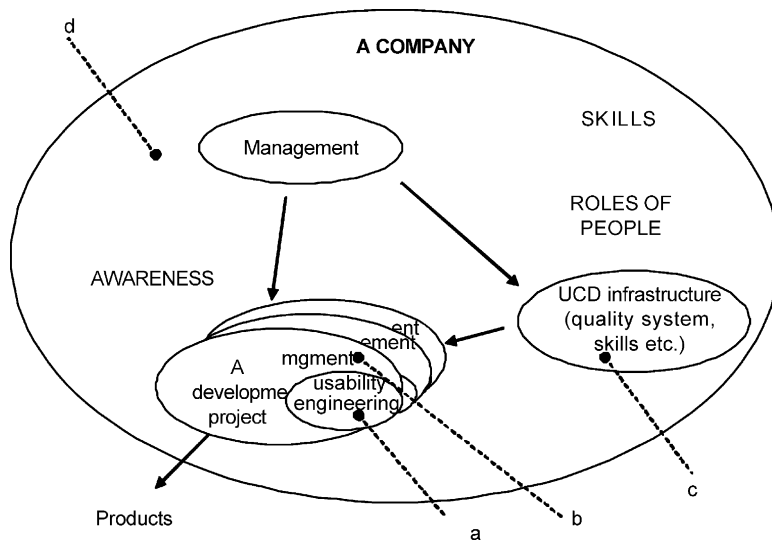 d
A COMPANY
SKILLS
Management
ROLES OF
PEOPLE
AWARENESS
UCD infrastructure
(quality system,
skills etc.)
ent
ement
mgment
A
developme
project
usability
engineering
Products
a
b
c